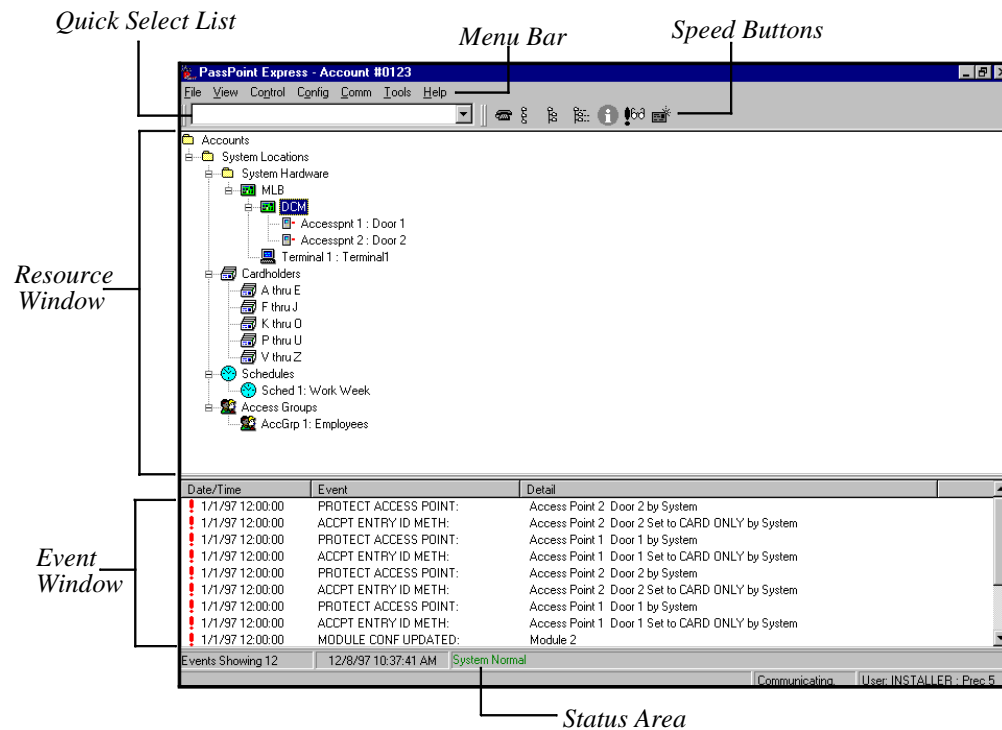 Quick Select List
Menu Bar
Speed Buttons
PassPoint Express - Account #0123
File View Control Config Comm Tools Help
Accounts
System Locations
System Hardware
MLB
DCM
Accesspnt 1 : Door 1
Accesspnt 2 : Door 2
Terminal 1 : Terminal1
Cardholders
A thru E
F thru J
K thru O
P thru U
V thru Z
Schedules
Sched 1: Work Week
Access Groups
AccGrp 1: Employees
Resource
Window
Date/Time Event Detail
1/1/97 12:00:00 PROTECT ACCESS POINT: Access Point 2 Door 2 by System
1/1/97 12:00:00 ACCPT ENTRY ID METH: Access Point 2 Door 2 Set to CARD ONLY by System
1/1/97 12:00:00 PROTECT ACCESS POINT: Access Point 1 Door 1 by System
1/1/97 12:00:00 ACCPT ENTRY ID METH: Access Point 1 Door 1 Set to CARD ONLY by System
1/1/97 12:00:00 PROTECT ACCESS POINT: Access Point 2 Door 2 by System
1/1/97 12:00:00 ACCPT ENTRY ID METH: Access Point 2 Door 2 Set to CARD ONLY by System
1/1/97 12:00:00 PROTECT ACCESS POINT: Access Point 1 Door 1 by System
1/1/97 12:00:00 ACCPT ENTRY ID METH: Access Point 1 Door 1 Set to CARD ONLY by System
1/1/97 12:00:00 MODULE CONF UPDATED: Module 2
Event
Window
Events Showing 12 12/8/97 10:37:41 AM System Normal
Communicating. User: INSTALLER : Prec 5
Status Area